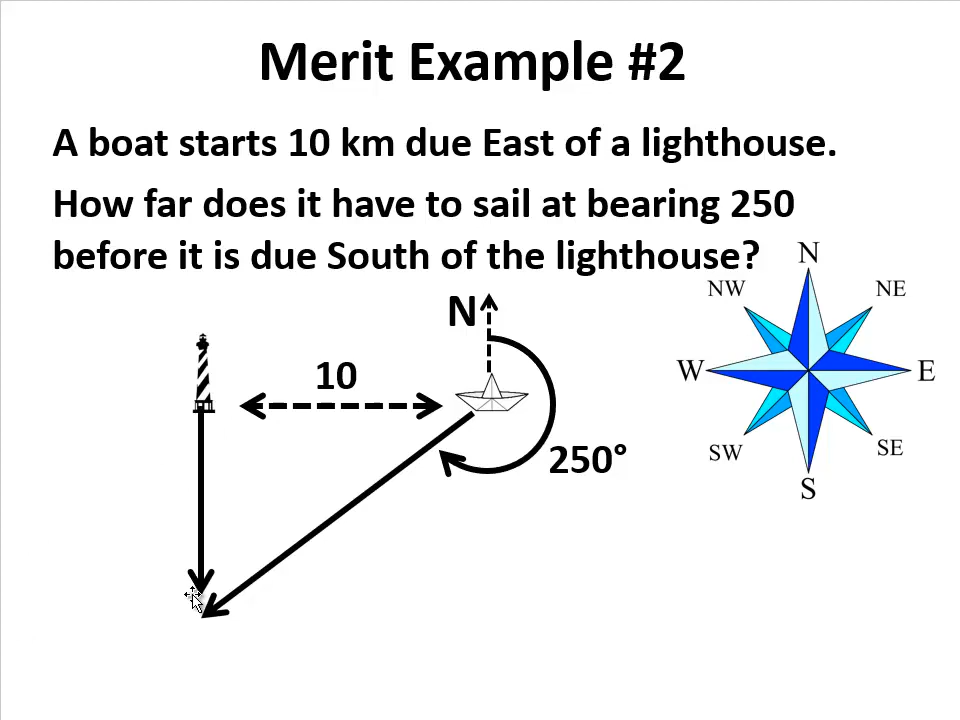 Merit Example #2
A boat starts 10 km due East of a lighthouse.
How far does it have to sail at bearing 250
before it is due South of the lighthouse?
N
NW
NE
N
10
W
E
250°
SW
SE
S